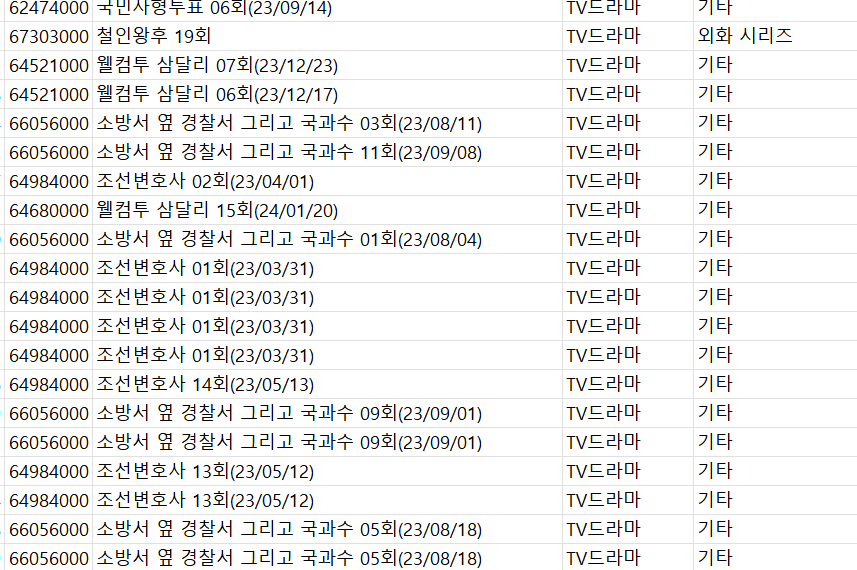 62474000 국민사형투표 06회(23/09/14) TV드라마 기타
67303000 철인왕후 19회 TV드라마 외화 시리즈
64521000 웰컴투 삼달리 07회(23/12/23) TV드라마 기타
64521000 웰컴투 삼달리 06회(23/12/17) TV드라마 기타
66056000 소방서 옆 경찰서 그리고 국과수 03회(23/08/11) TV드라마 기타
66056000 소방서 옆 경찰서 그리고 국과수 11회(23/09/08) TV드라마 기타
64984000 조선변호사 02회(23/04/01) TV드라마 기타
64680000 웰컴투 삼달리 15회(24/01/20) TV드라마 기타
66056000 소방서 옆 경찰서 그리고 국과수 01회(23/08/04) TV드라마 기타
64984000 조선변호사 01회(23/03/31) TV드라마 기타
64984000 조선변호사 01회(23/03/31) TV드라마 기타
64984000 조선변호사 01회(23/03/31) TV드라마 기타
64984000 조선변호사 01회(23/03/31) TV드라마 기타
64984000 조선변호사 14회(23/05/13) TV드라마 기타
66056000 소방서 옆 경찰서 그리고 국과수 09회(23/09/01) TV드라마 기타
66056000 소방서 옆 경찰서 그리고 국과수 09회(23/09/01) TV드라마 기타
64984000 조선변호사 13회(23/05/12) TV드라마 기타
64984000 조선변호사 13회(23/05/12) TV드라마 기타
66056000 소방서 옆 경찰서 그리고 국과수 05회(23/08/18) TV드라마 기타
66056000 소방서 옆 경찰서 그리고 국과수 05회(23/08/18) TV드라마 기타